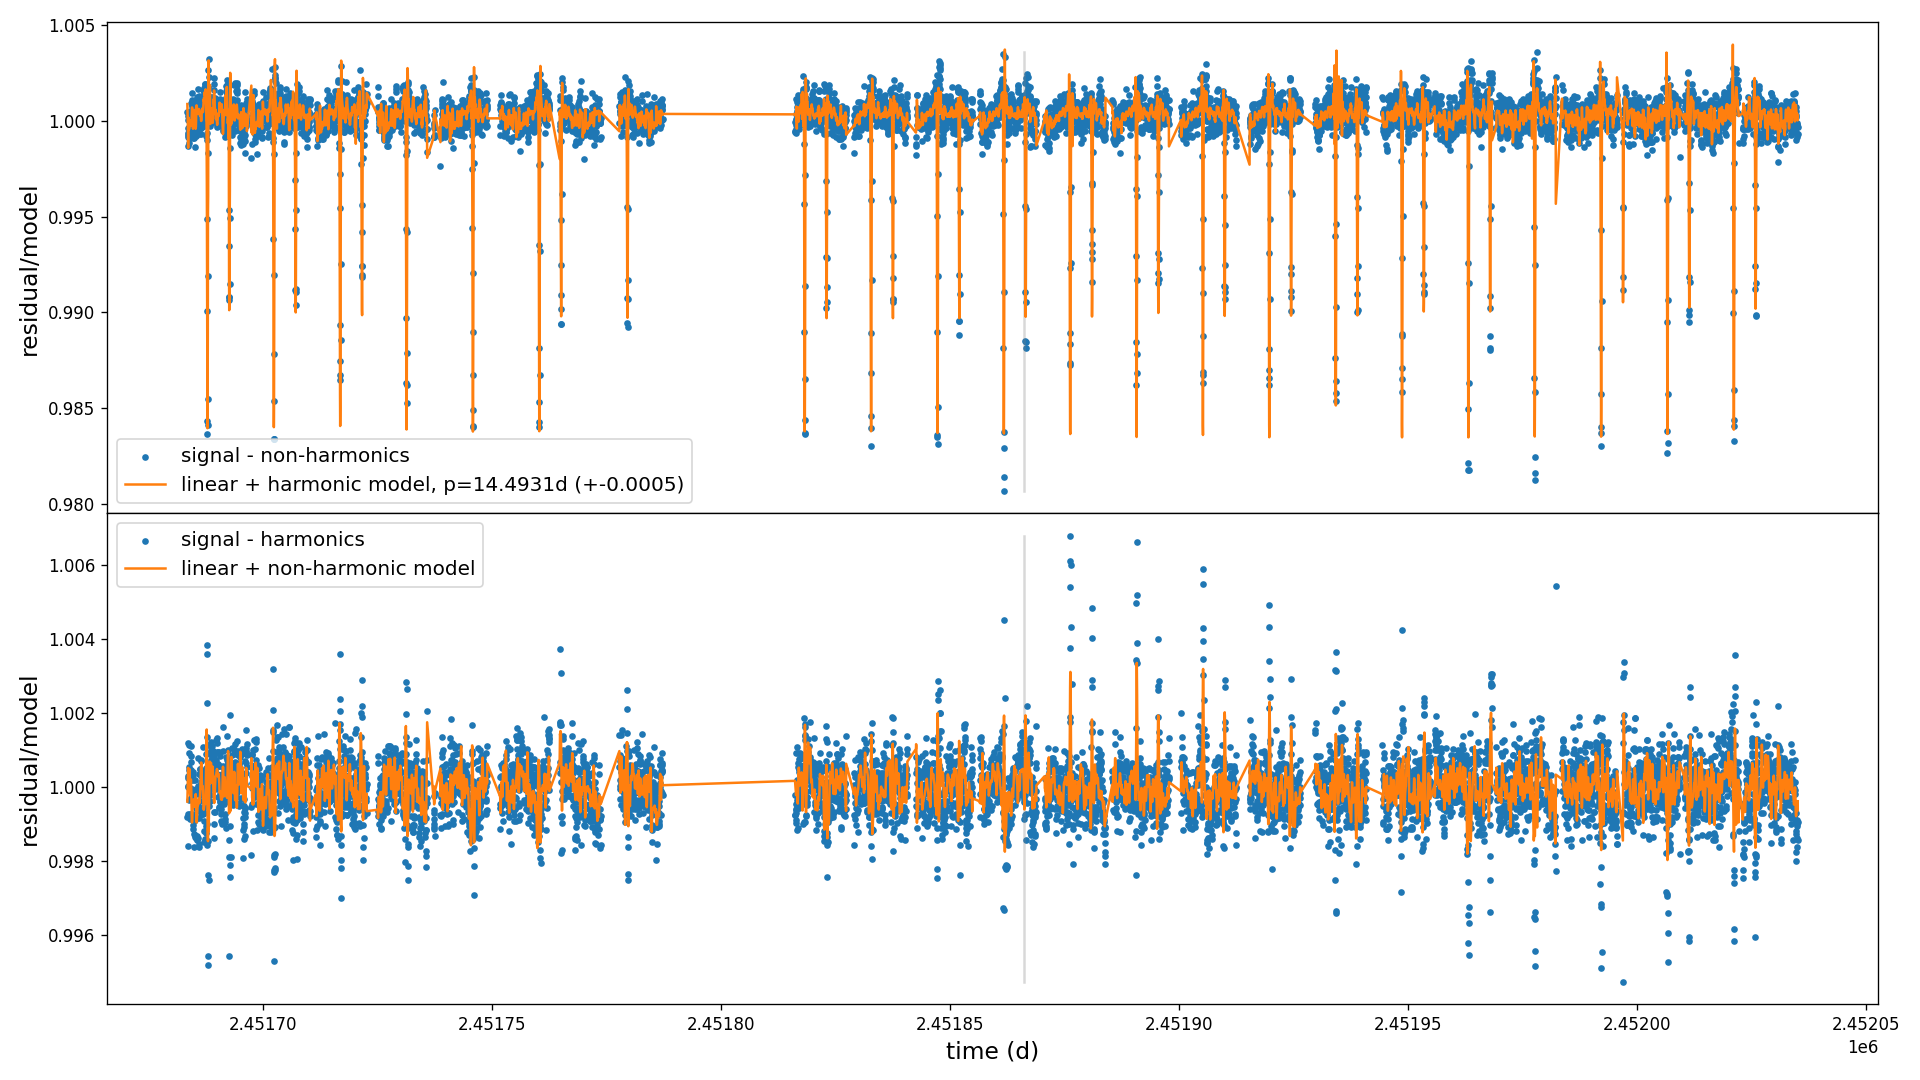 1.005
1.000
0.995
0.990
0.985
0.980
residual/model
signal - non-harmonics
linear + harmonic model, p=14.4931d (+-0.0005)
signal - harmonics
linear + non-harmonic model
1.006
1.004
1.002
1.000
0.998
0.996
residual/model
2.45170
2.45175
2.45180
2.45185
2.45190
2.45195
2.45200
2.45205
1e6
time (d)